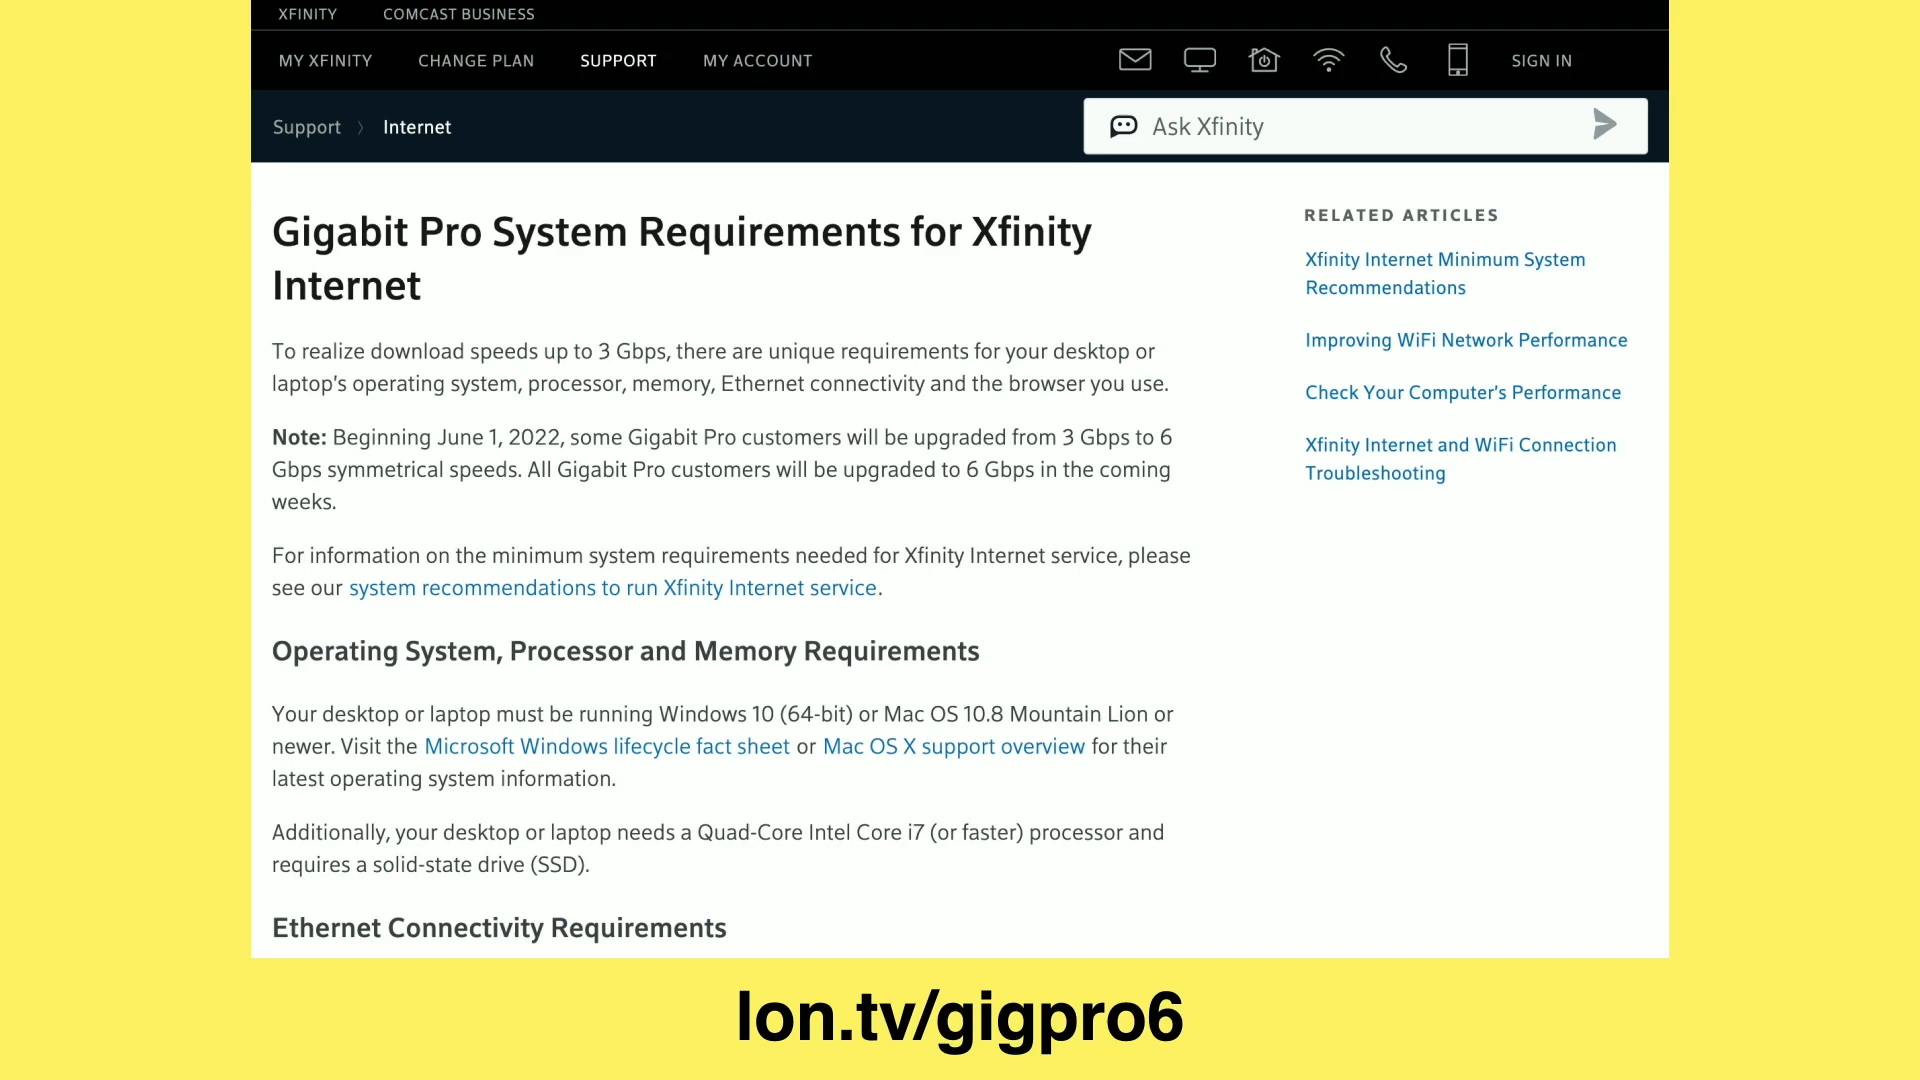 XFINITY COMCAST BUSINESS
MY XFINITY CHANGE PLAN SUPPORT MY ACCOUNT SIGN IN
Support Internet Ask Xfinity
Gigabit Pro System Requirements for Xfinity
Internet
To realize download speeds up to 3 Gbps, there are unique requirements for your desktop or
laptop's operating system, processor, memory, Ethernet connectivity and the browser you use.
Note: Beginning June 1, 2022, some Gigabit Pro customers will be upgraded from 3 Gbps to 6
Gbps symmetrical speeds. All Gigabit Pro customers will be upgraded to 6 Gbps in the coming
weeks.
For information on the minimum system requirements needed for Xfinity Internet service, please
see our system recommendations to run Xfinity Internet service.
Operating System, Processor and Memory Requirements
Your desktop or laptop must be running Windows 10 (64-bit) or Mac OS 10.8 Mountain Lion or
newer. Visit the Microsoft Windows lifecycle fact sheet or Mac OS X support overview for their
latest operating system information.
Additionally, your desktop or laptop needs a Quad-Core Intel Core i7 (or faster) processor and
requires a solid-state drive (SSD).
Ethernet Connectivity Requirements
RELATED ARTICLES
Xfinity Internet Minimum System
Recommendations
Improving WiFi Network Performance
Check Your Computer's Performance
Xfinity Internet and WiFi Connection
Troubleshooting
lon.tv/gigpro6